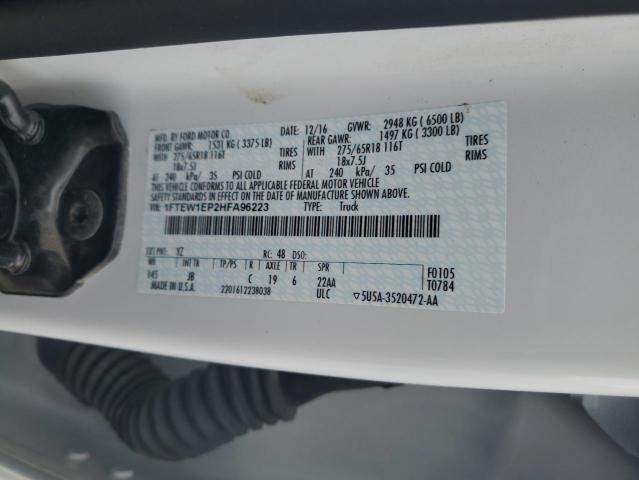 MFD. BY FORD MOTOR CO. 12/16 GVWR: 2948 KG ( 6500 LB)
FRONT GAWR: 1531 KG ( 3375 LB) REAR GAWR: 1497 KG ( 3300 LB)
WITH 275/65R18 116T TIRES WITH 275/65R18 116T TIRES
18x7.5J RIMS 18x7.5J RIMS
AT 240 kPa/ 35 PSI COLD AT 240 kPa/ 35 PSI COLD
THIS VEHICLE CONFORMS TO ALL APPLICABLE FEDERAL MOTOR VEHICLE
SAFETY STANDARDS IN EFFECT ON THE DATE OF MANUFACTURE SHOWN ABOVE.
VIN: 1FTEW1EP2HFA96223 TYPE: Truck
EXT PNT: YZ RC: 48 DSO:
WB INT TR TP/PS R AXLE TR SPR
145 JB C 19 6 22AA F0105
MADE IN U.S.A. 2201612238038 ULC T0784
5U5A-3520472-AA